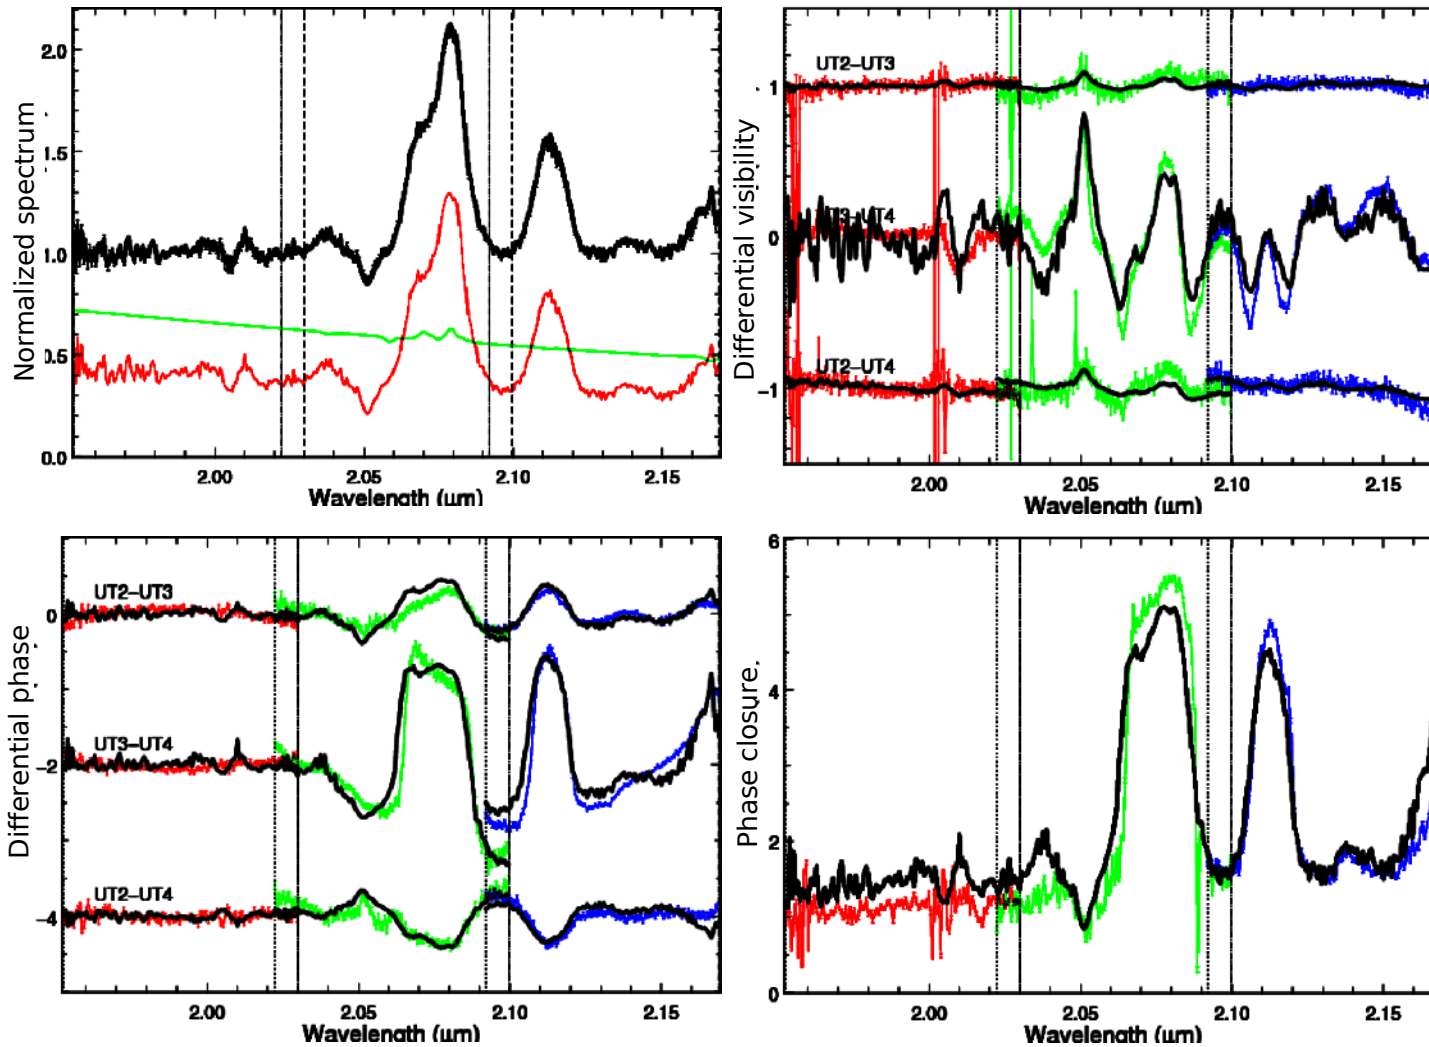 Normalized spectrum
2.0
1.5
1.0
0.5
0.0
2.00
2.05
2.10
2.15
Wavelength (μm)
Differential visibility
1
0
−1
UT2−UT3
UT3−UT4
UT2−UT4
2.00
2.05
2.10
2.15
Wavelength (μm)
Differential phase
0
−2
−4
UT2−UT3
UT3−UT4
UT2−UT4
2.00
2.05
2.10
2.15
Wavelength (μm)
Phase closure
6
4
2
0
2.00
2.05
2.10
2.15
Wavelength (μm)